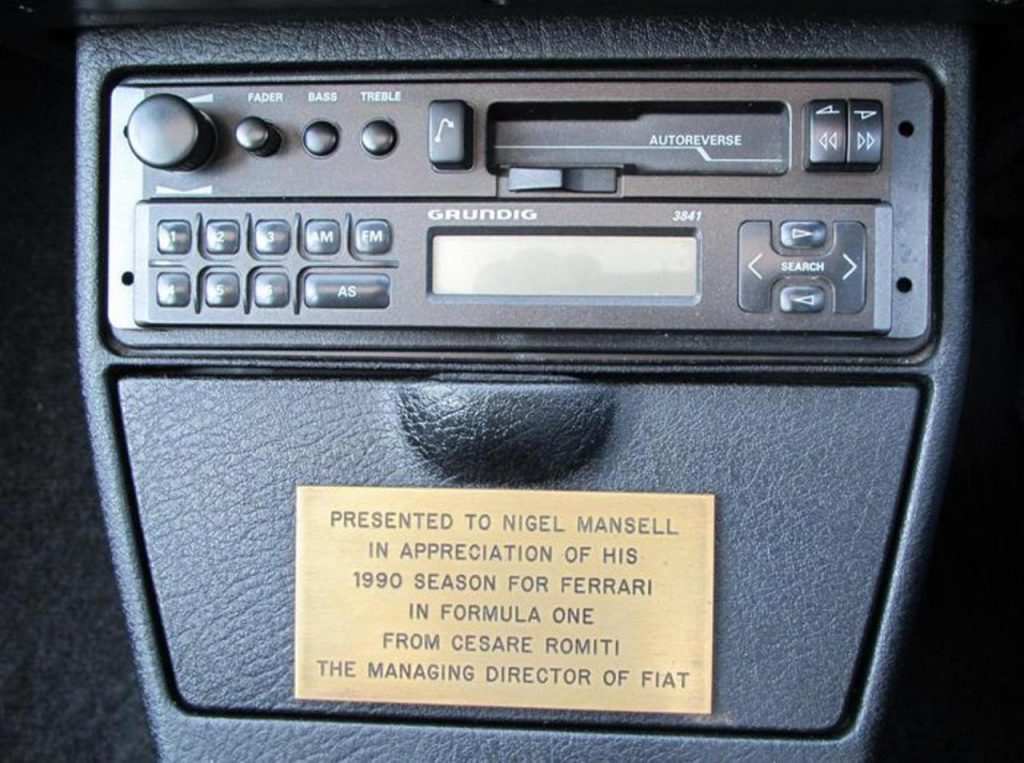 FADER BASS TREBLE
AUTOREVERSE
GRUNDIG 3841
1 2 3 AM FM
4 5 6 AS
SEARCH
PRESENTED TO NIGEL MANSELL
IN APPRECIATION OF HIS
1990 SEASON FOR FERRARI
IN FORMULA ONE
FROM CESARE ROMITI
THE MANAGING DIRECTOR OF FIAT